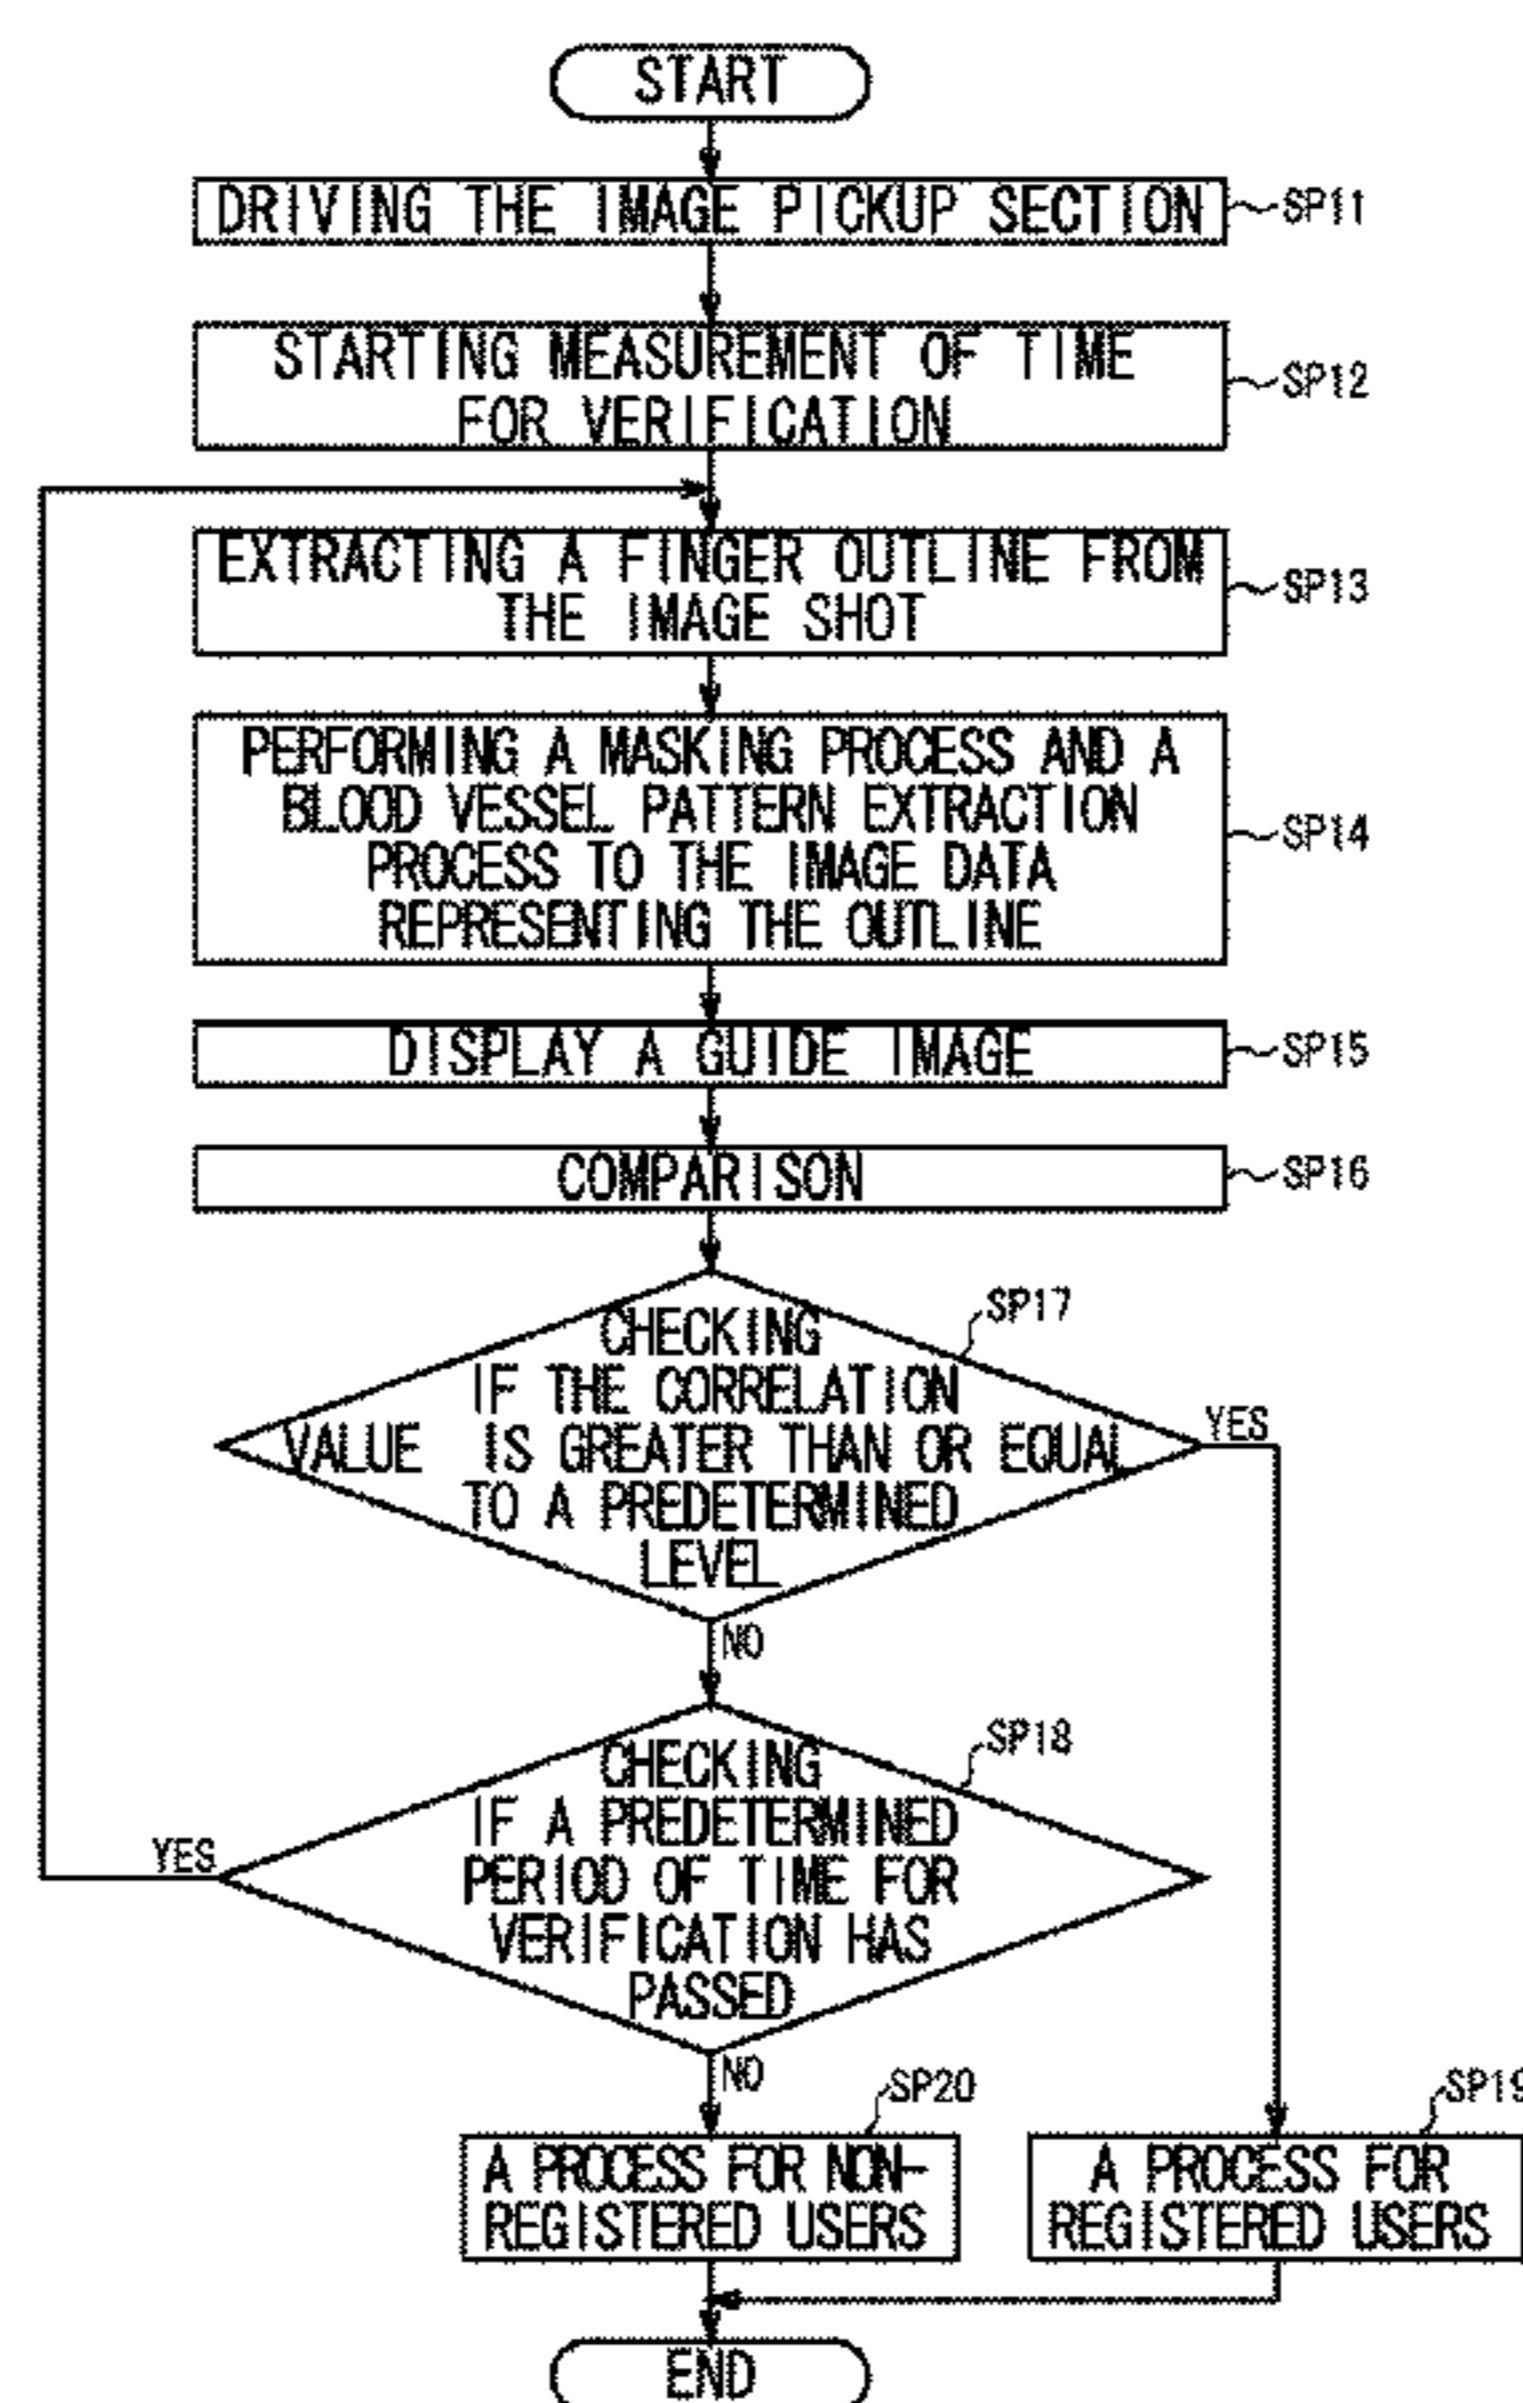 START
DRIVING THE IMAGE PICKUP SECTION
SP11
STARTING MEASUREMENT OF TIME
FOR VERIFICATION
SP12
EXTRACTING A FINGER OUTLINE FROM
THE IMAGE SHOT
SP13
PERFORMING A MASKING PROCESS AND A
BLOOD VESSEL PATTERN EXTRACTION
PROCESS TO THE IMAGE DATA
REPRESENTING THE OUTLINE
SP14
DISPLAY A GUIDE IMAGE
SP15
COMPARISON
SP16
SP17
CHECKING
IF THE CORRELATION
VALUE IS GREATER THAN OR EQUAL
TO A PREDETERMINED
LEVEL
YES
NO
SP18
CHECKING
IF A PREDETERMINED
PERIOD OF TIME FOR
VERIFICATION HAS
PASSED
YES
NO
SP20
A PROCESS FOR NON-
REGISTERED USERS
SP19
A PROCESS FOR
REGISTERED USERS
END